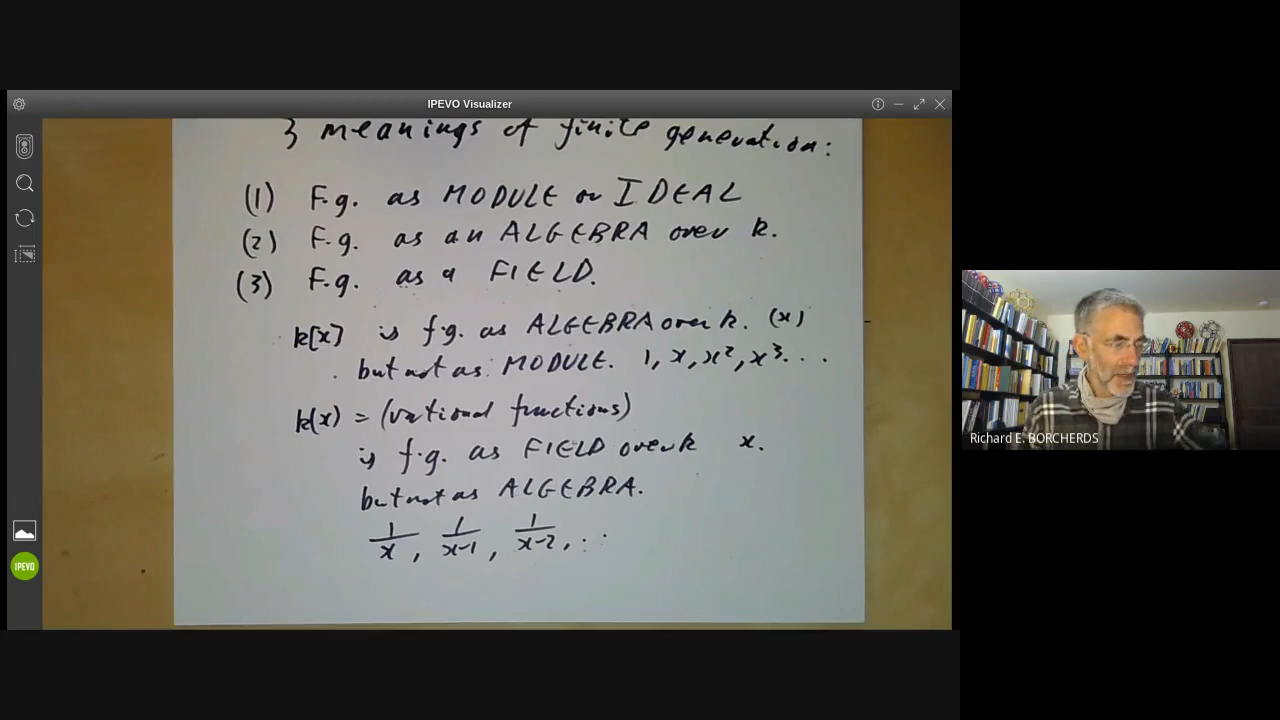 IPEVO Visualizer
3 meanings of finite generation:
(1) F.g. as MODULE or IDEAL
(2) F.g. as an ALGEBRA over k.
(3) F.g. as a FIELD.
k[x] is f.g. as ALGEBRA over k. (x)
but not as MODULE. 1, x, x², x³...
k(x) = (rational functions)
is f.g. as FIELD over k x.
but not as ALGEBRA.
1/x, 1/x-1, 1/x-2, ...
IPEVO
Richard E. BORCHERDS